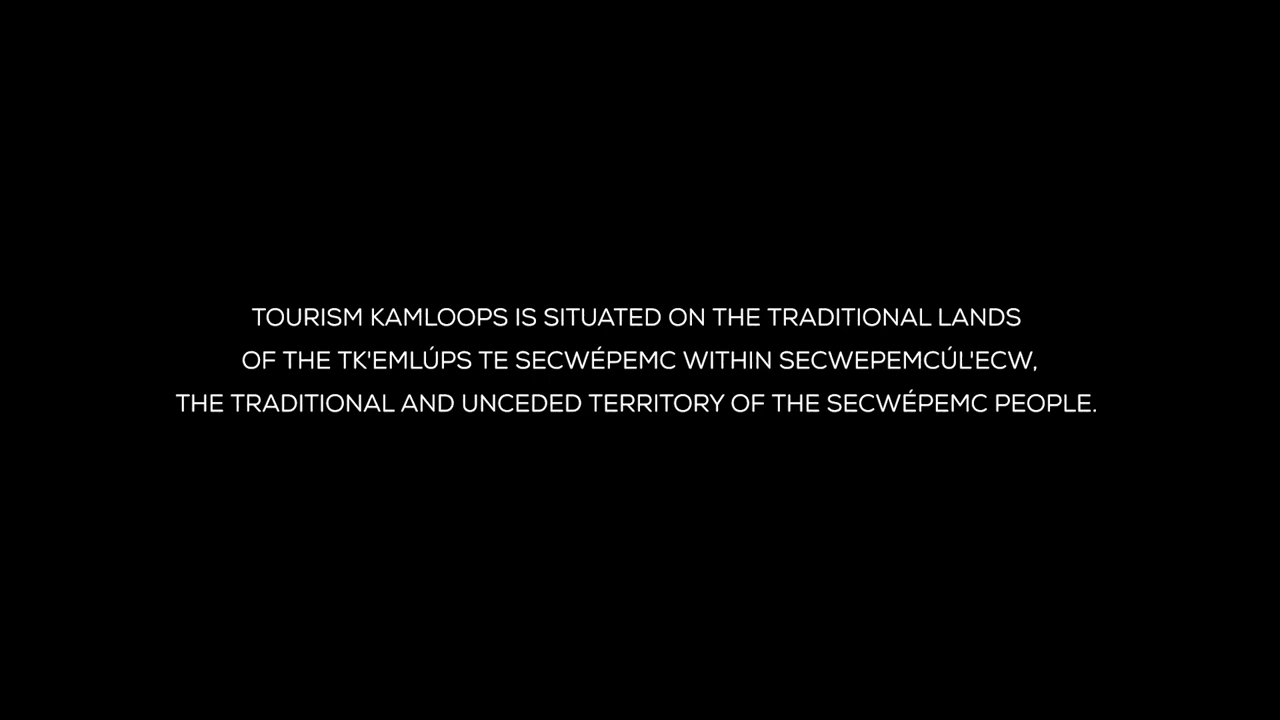 TOURISM KAMLOOPS IS SITUATED ON THE TRADITIONAL LANDS
OF THE TK'EMLÚPS TE SECWÉPEMC WITHIN SECWEPEMCÚL'ECW,
THE TRADITIONAL AND UNCEDED TERRITORY OF THE SECWÉPEMC PEOPLE.